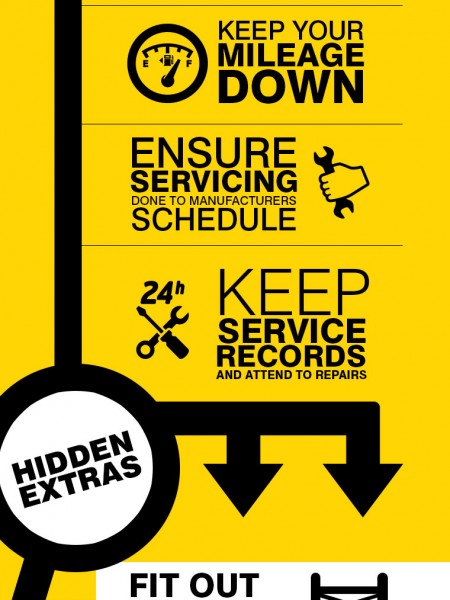 KEEP YOUR
MILEAGE
DOWN
E F
ENSURE
SERVICING
DONE TO MANUFACTURERS
SCHEDULE
24h
KEEP
SERVICE
RECORDS
AND ATTEND TO REPAIRS
HIDDEN
EXTRAS
FIT OUT